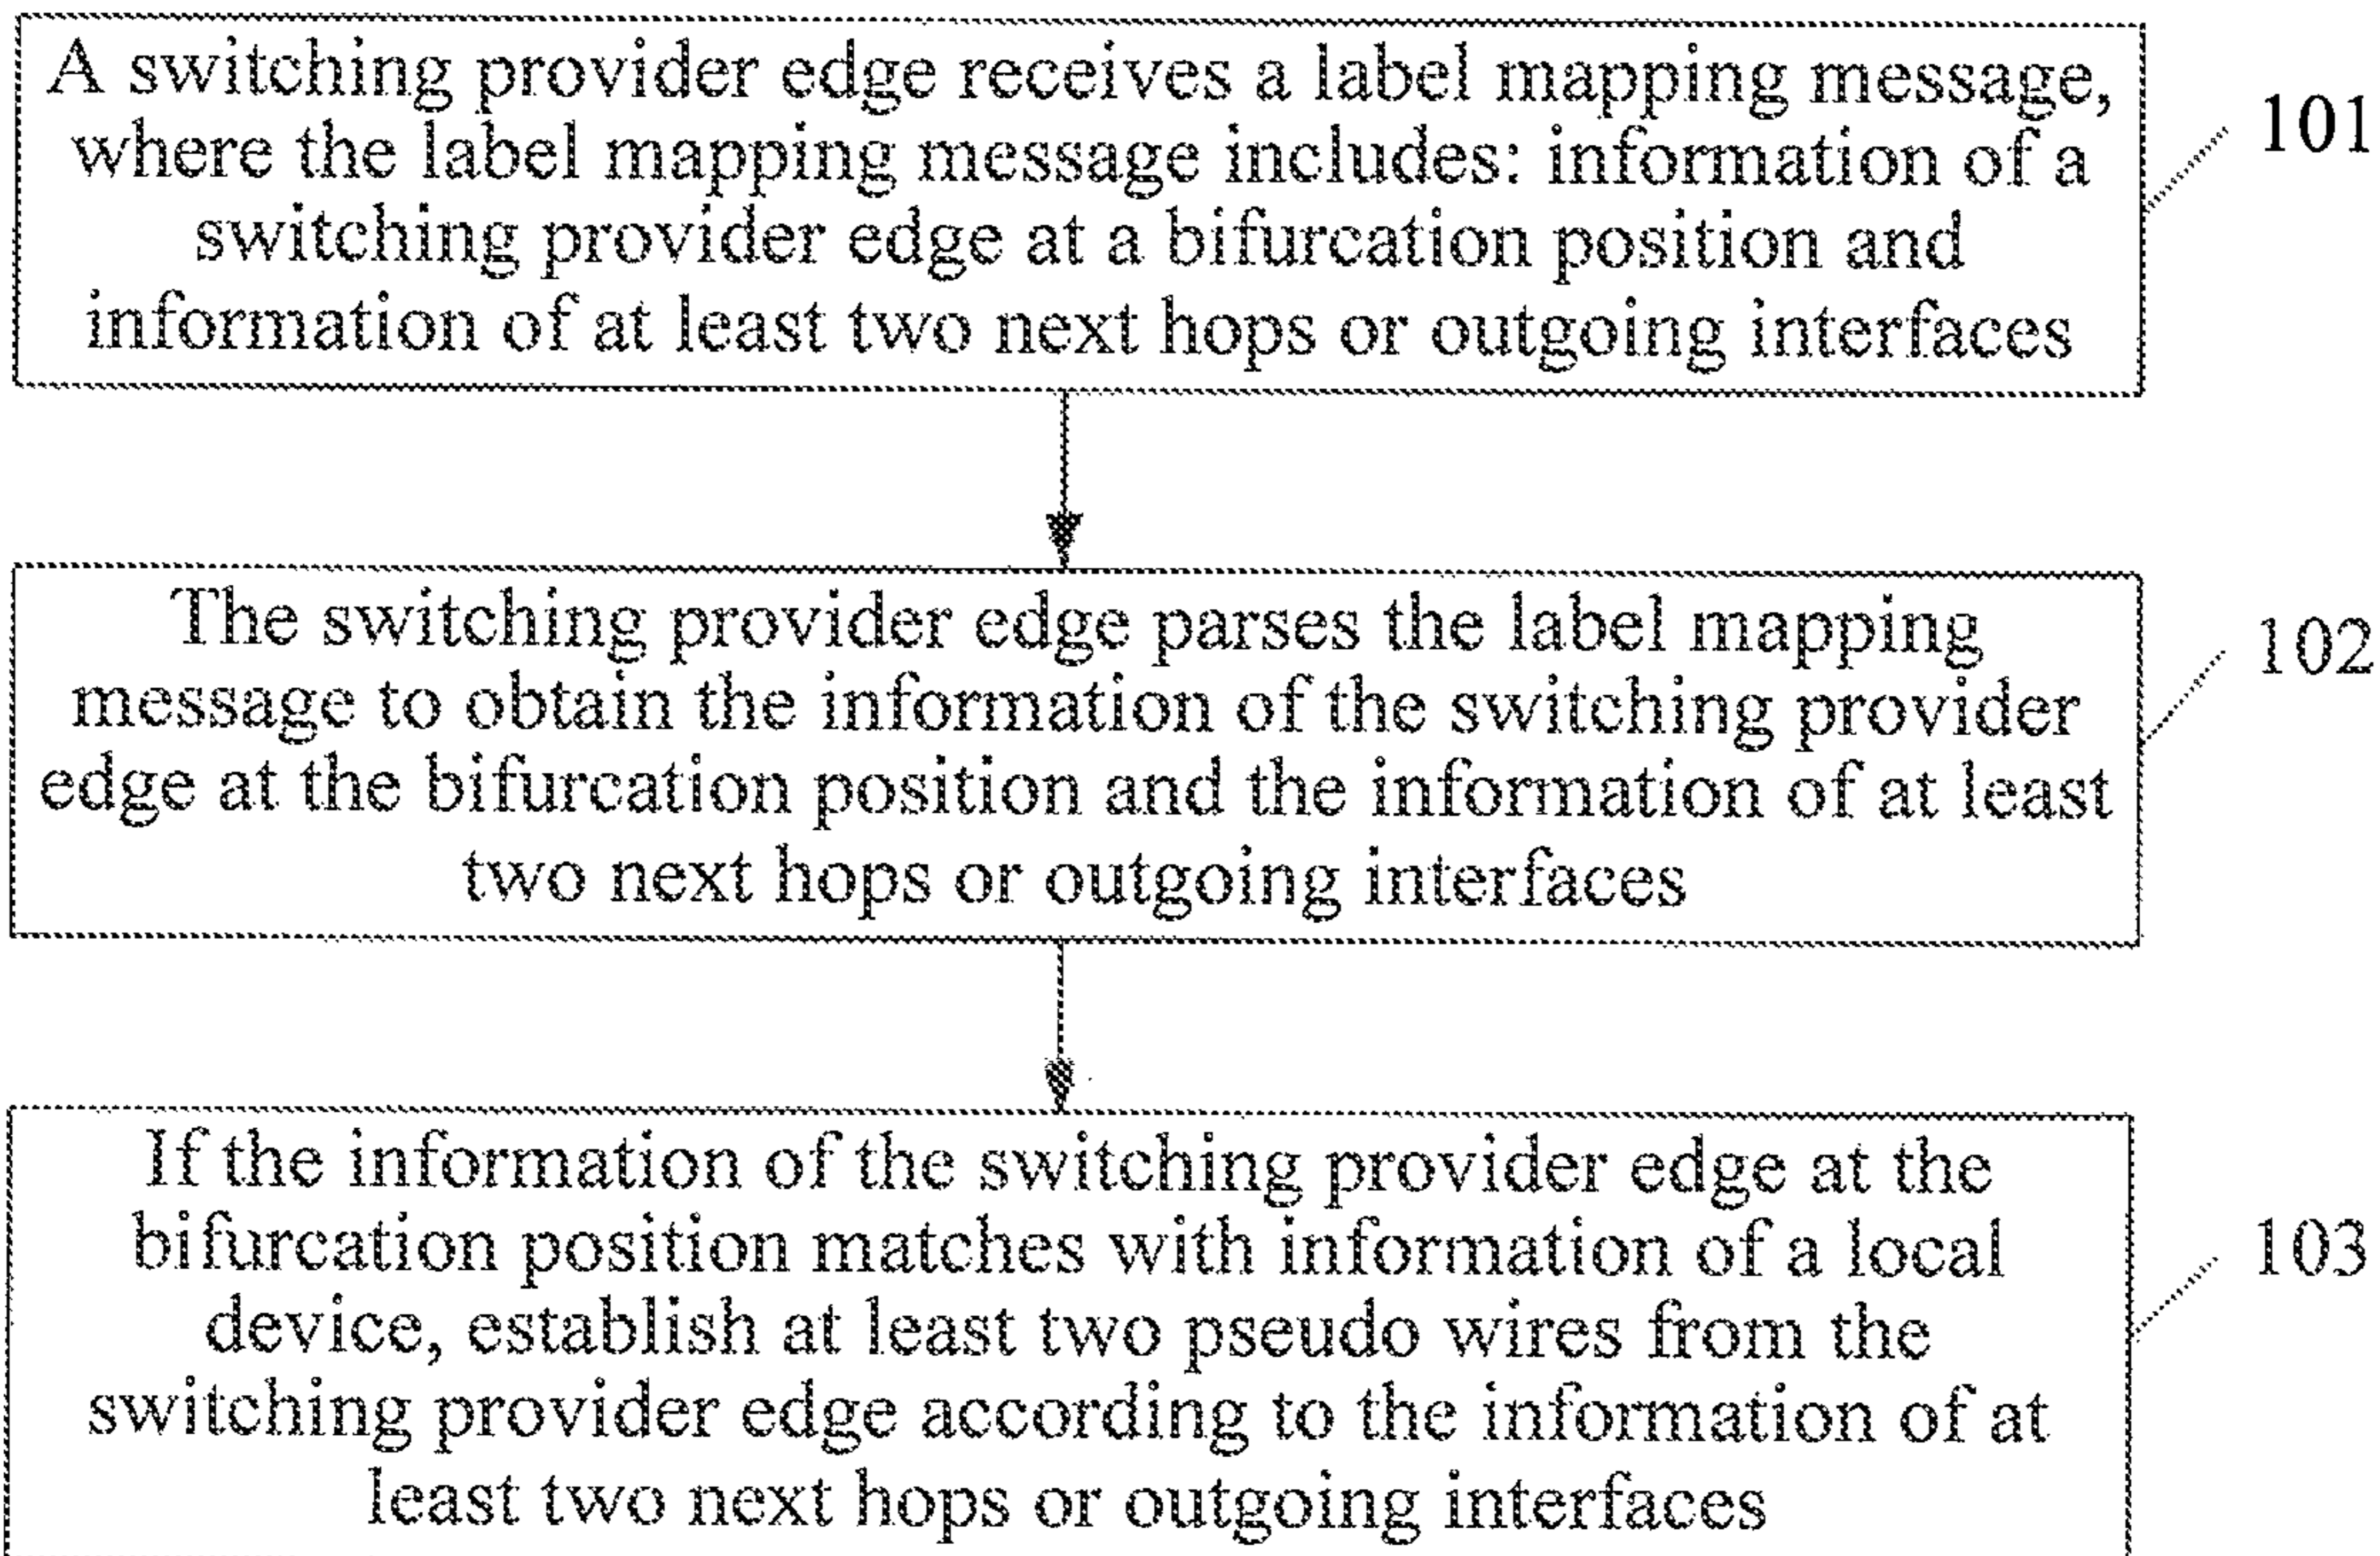 A switching provider edge receives a label mapping message,
where the label mapping message includes: information of a
switching provider edge at a bifurcation position and
information of at least two next hops or outgoing interfaces
101
The switching provider edge parses the label mapping
message to obtain the information of the switching provider
edge at the bifurcation position and the information of at least
two next hops or outgoing interfaces
102
If the information of the switching provider edge at the
bifurcation position matches with information of a local
device, establish at least two pseudo wires from the
switching provider edge according to the information of at
least two next hops or outgoing interfaces
103